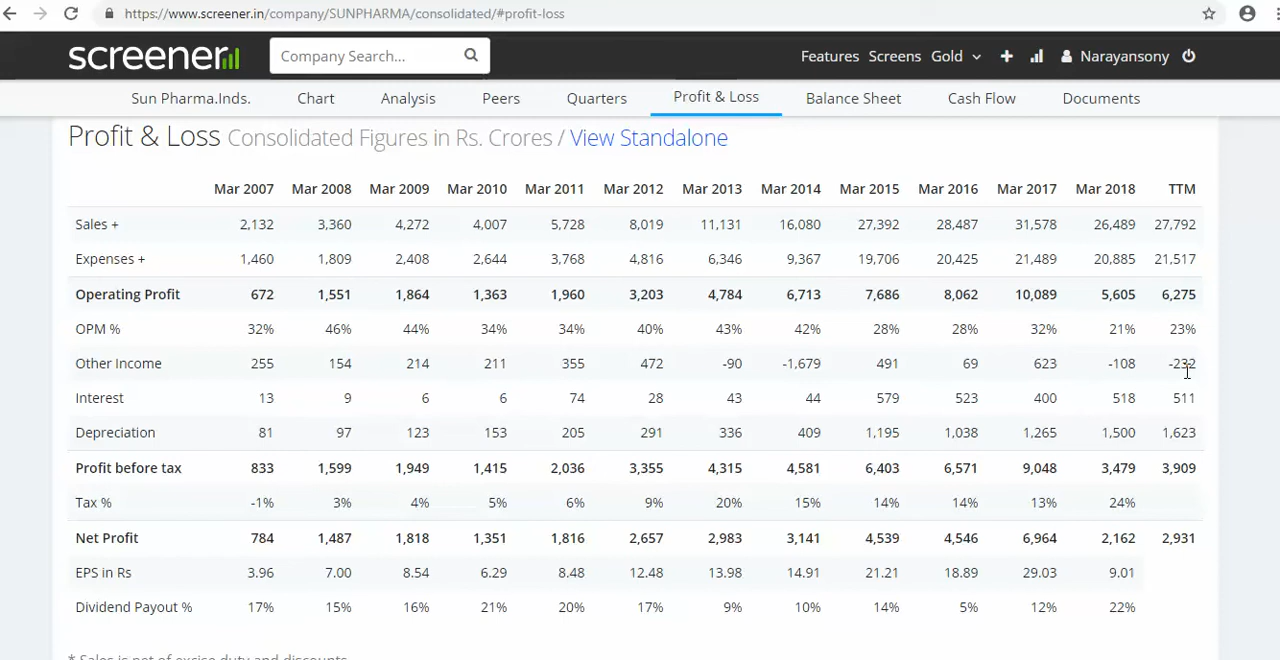 https://www.screener.in/company/SUNPHARMA/consolidated/#profit-loss
screener Company Search... Features Screens Gold Narayansony
Sun Pharma.Inds. Chart Analysis Peers Quarters Profit & Loss Balance Sheet Cash Flow Documents
Profit & Loss Consolidated Figures in Rs. Crores / View Standalone
Mar 2007 Mar 2008 Mar 2009 Mar 2010 Mar 2011 Mar 2012 Mar 2013 Mar 2014 Mar 2015 Mar 2016 Mar 2017 Mar 2018 TTM
Sales + 2,132 3,360 4,272 4,007 5,728 8,019 11,131 16,080 27,392 28,487 31,578 26,489 27,792
Expenses + 1,460 1,809 2,408 2,644 3,768 4,816 6,346 9,367 19,706 20,425 21,489 20,885 21,517
Operating Profit 672 1,551 1,864 1,363 1,960 3,203 4,784 6,713 7,686 8,062 10,089 5,605 6,275
OPM % 32% 46% 44% 34% 34% 40% 43% 42% 28% 28% 32% 21% 23%
Other Income 255 154 214 211 355 472 -90 -1,679 491 69 623 -108 -232
Interest 13 9 6 6 74 28 43 44 579 523 400 518 511
Depreciation 81 97 123 153 205 291 336 409 1,195 1,038 1,265 1,500 1,623
Profit before tax 833 1,599 1,949 1,415 2,036 3,355 4,315 4,581 6,403 6,571 9,048 3,479 3,909
Tax % -1% 3% 4% 5% 6% 9% 20% 15% 14% 14% 13% 24%
Net Profit 784 1,487 1,818 1,351 1,816 2,657 2,983 3,141 4,539 4,546 6,964 2,162 2,931
EPS in Rs 3.96 7.00 8.54 6.29 8.48 12.48 13.98 14.91 21.21 18.89 29.03 9.01
Dividend Payout % 17% 15% 16% 21% 20% 17% 9% 10% 14% 5% 12% 22%
* Sales is net of excise duty and discounts